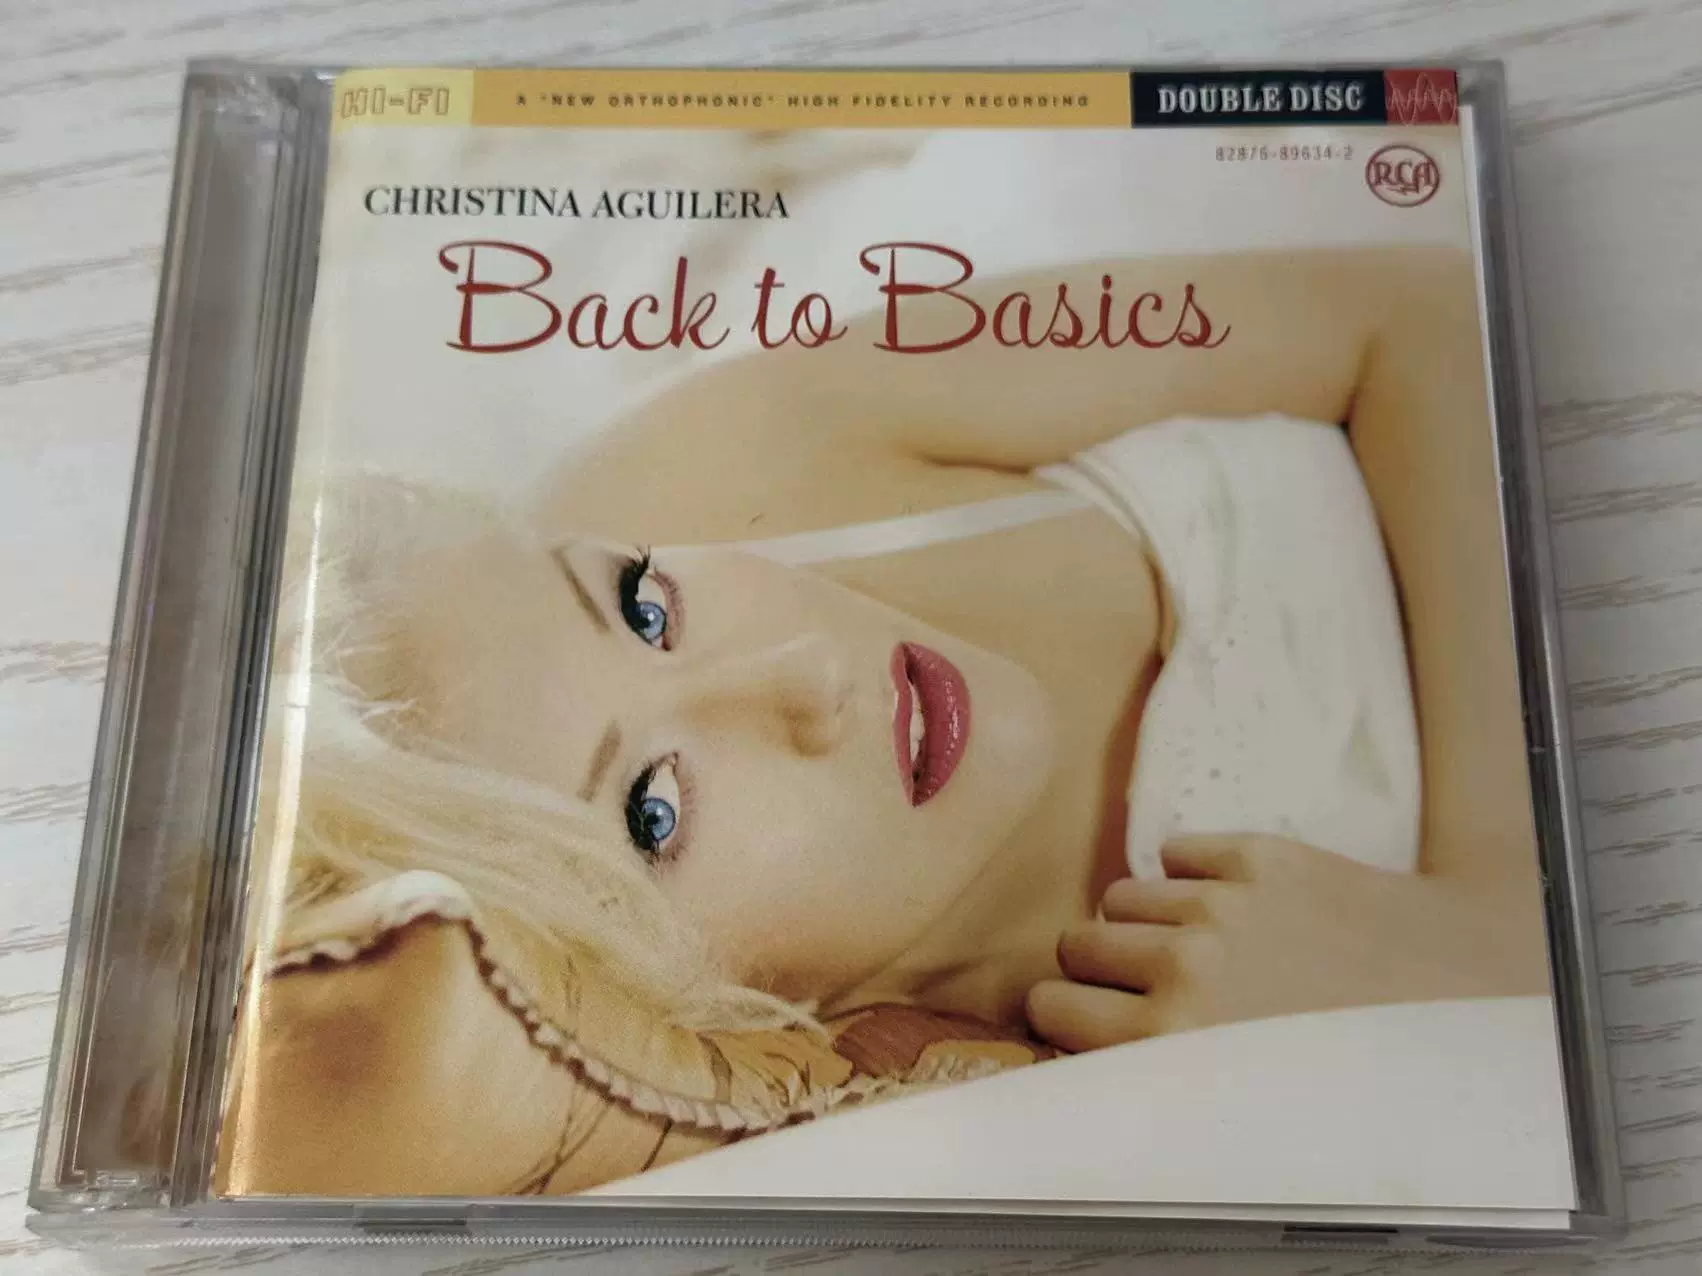 HI-FI
A "NEW ORTHOPHONIC" HIGH FIDELITY RECORDING
DOUBLE DISC
82876-89634-2
RCA
CHRISTINA AGUILERA
Back to Basics